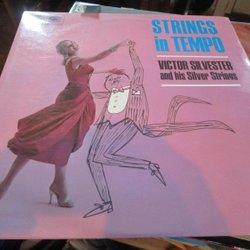 STRINGS
in TEMPO
VICTOR SILVESTER
and his Silver Strings